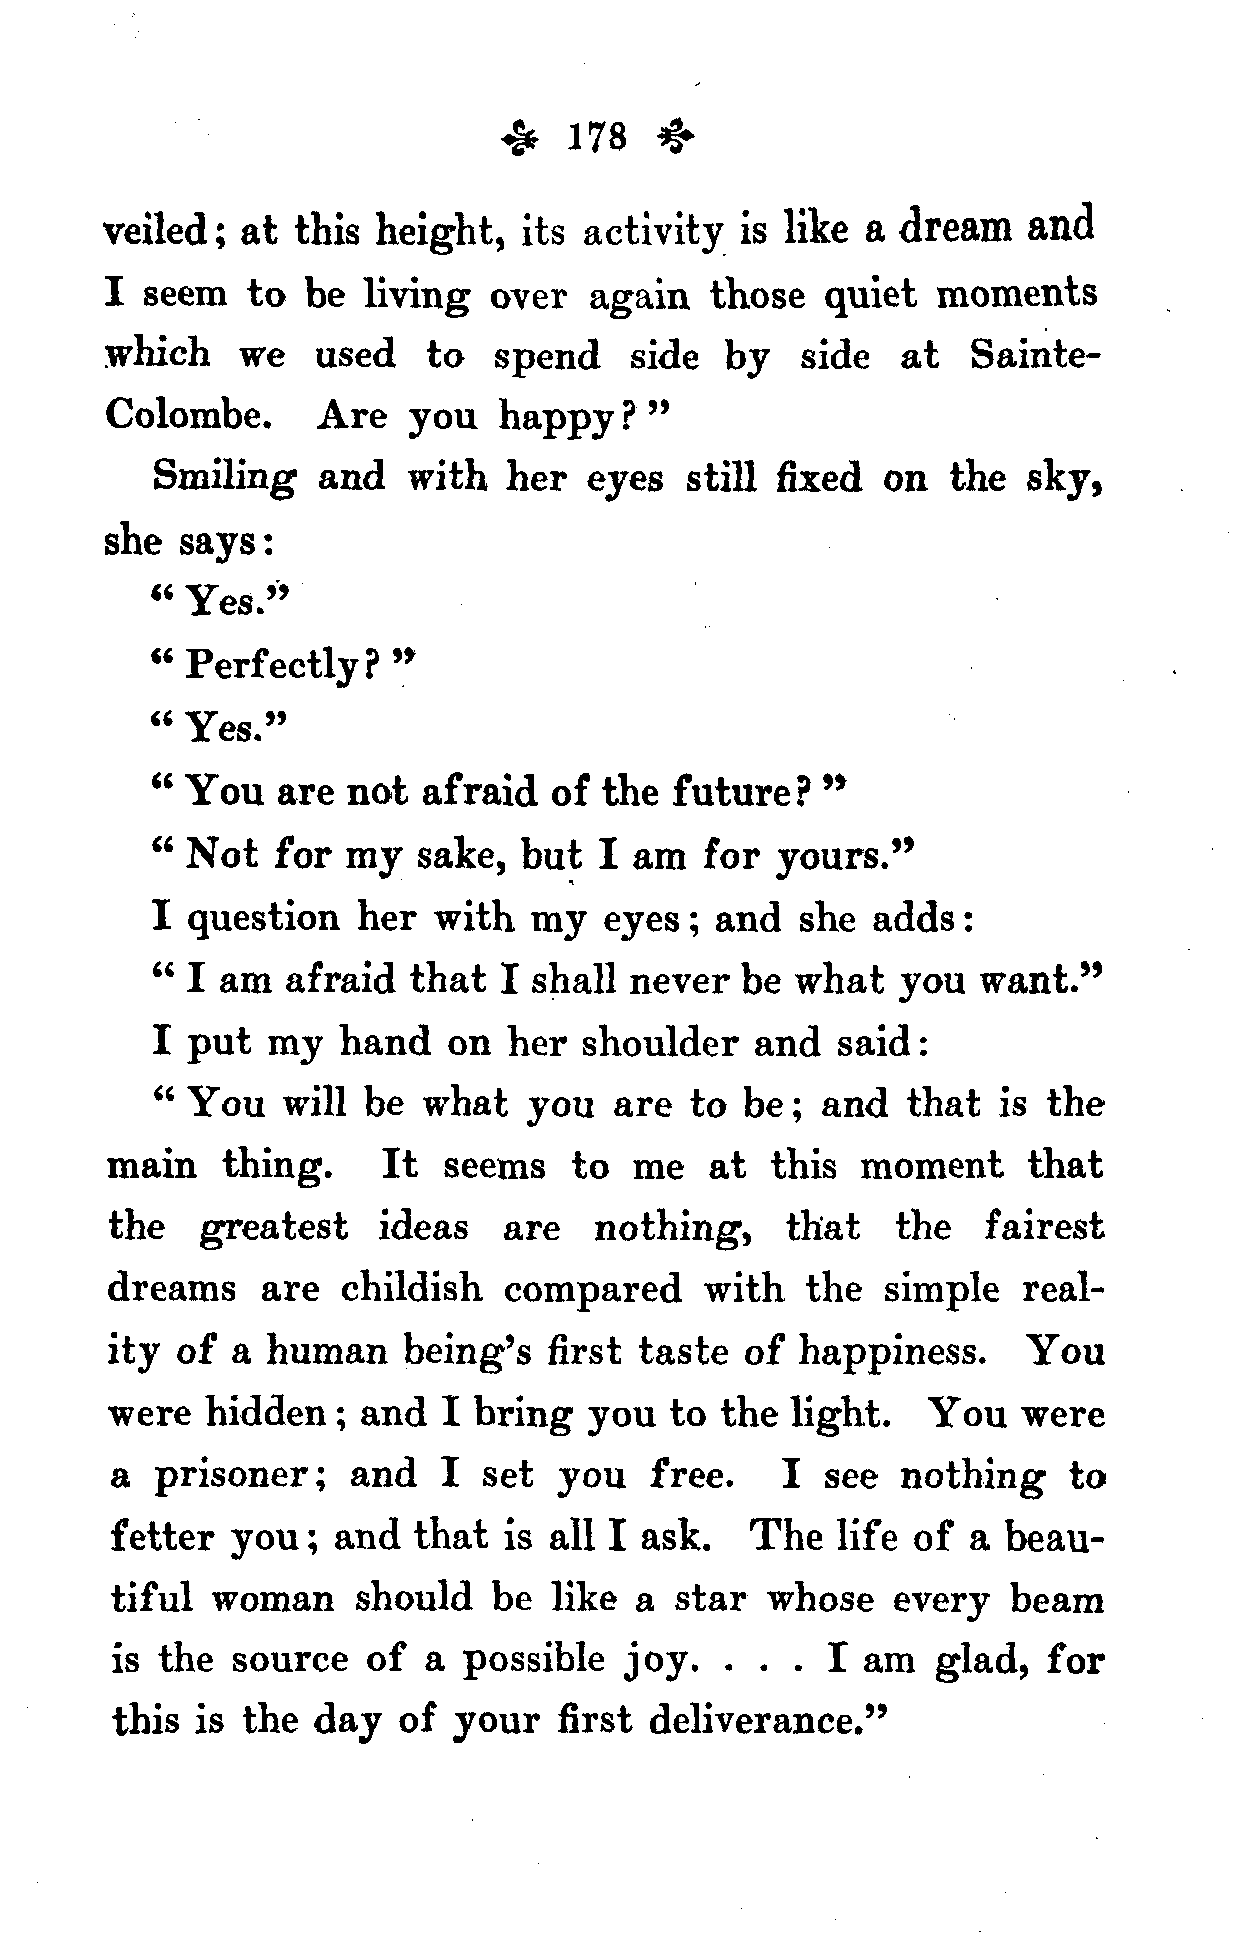 178
veiled; at this height, its activity is like a dream and
I seem to be living over again those quiet moments
which we used to spend side by side at Sainte-
Colombe. Are you happy?"
Smiling and with her eyes still fixed on the sky,
she says:
"Yes."
"Perfectly?"
"Yes."
"You are not afraid of the future?"
"Not for my sake, but I am for yours."
I question her with my eyes; and she adds:
"I am afraid that I shall never be what you want."
I put my hand on her shoulder and said:
"You will be what you are to be; and that is the
main thing. It seems to me at this moment that
the greatest ideas are nothing, that the fairest
dreams are childish compared with the simple real-
ity of a human being's first taste of happiness. You
were hidden; and I bring you to the light. You were
a prisoner; and I set you free. I see nothing to
fetter you; and that is all I ask. The life of a beau-
tiful woman should be like a star whose every beam
is the source of a possible joy. . . . I am glad, for
this is the day of your first deliverance."